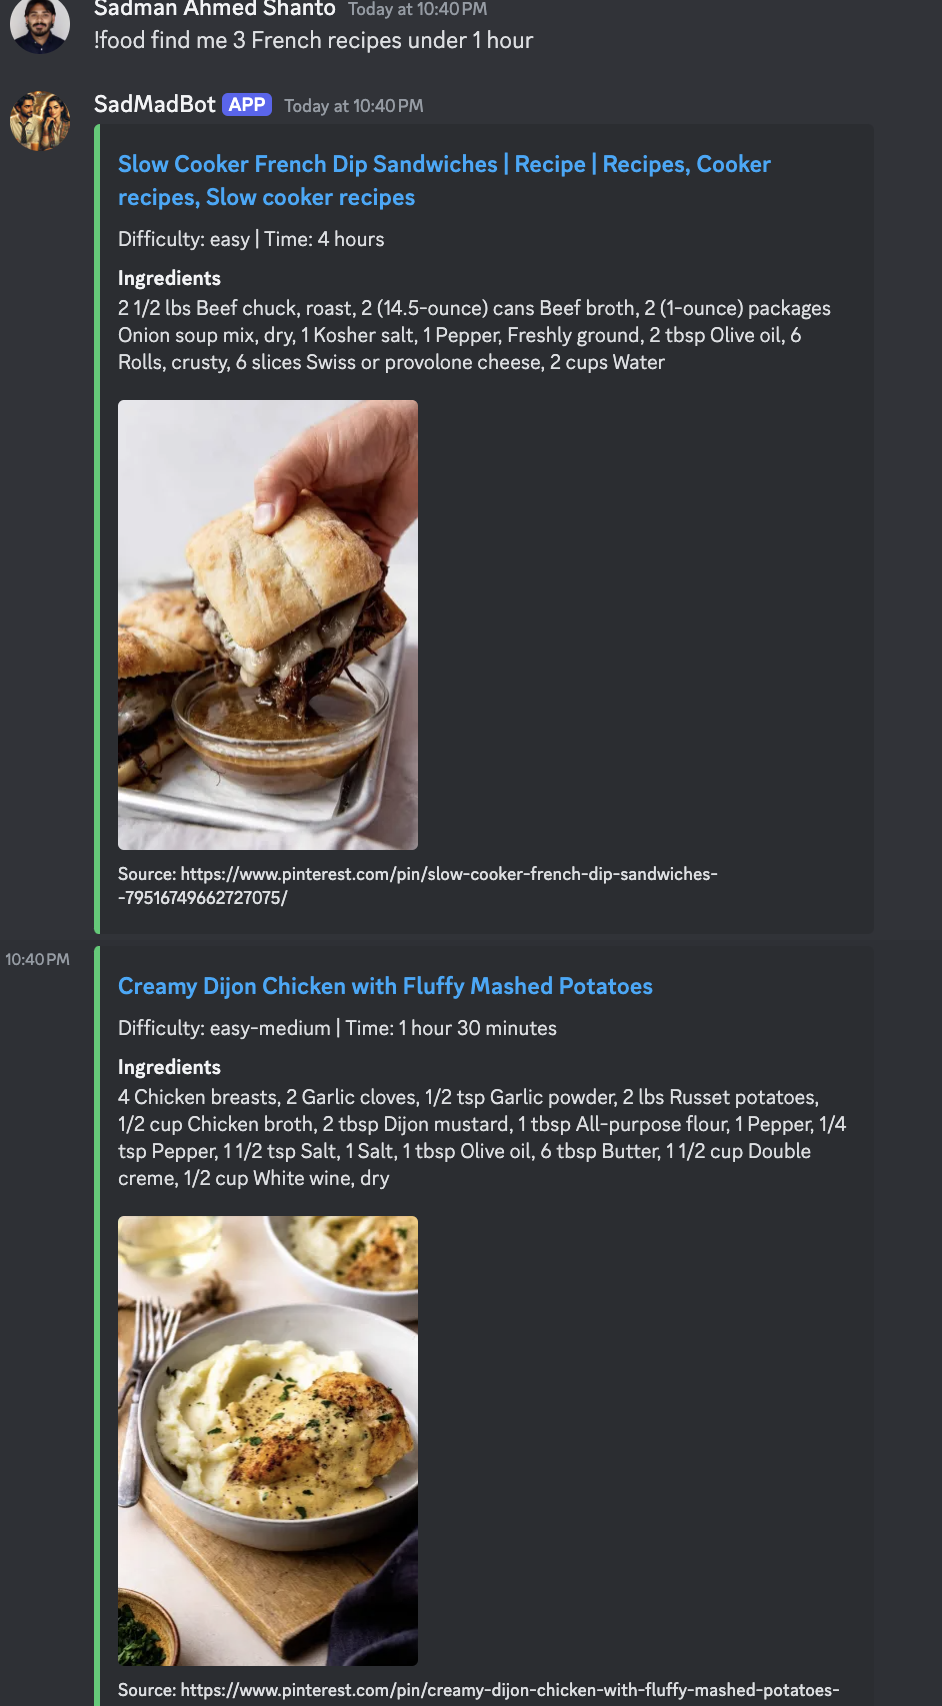 Sadman Ahmed Shanto Today at 10:40 PM
!food find me 3 French recipes under 1 hour
SadMadBot APP Today at 10:40 PM
Slow Cooker French Dip Sandwiches | Recipe | Recipes, Cooker
recipes, Slow cooker recipes
Difficulty: easy | Time: 4 hours
Ingredients
2 1/2 lbs Beef chuck, roast, 2 (14.5-ounce) cans Beef broth, 2 (1-ounce) packages
Onion soup mix, dry, 1 Kosher salt, 1 Pepper, Freshly ground, 2 tbsp Olive oil, 6
Rolls, crusty, 6 slices Swiss or provolone cheese, 2 cups Water
Source: https://www.pinterest.com/pin/slow-cooker-french-dip-sandwiches-
-79516749662727075/
10:40 PM
Creamy Dijon Chicken with Fluffy Mashed Potatoes
Difficulty: easy-medium | Time: 1 hour 30 minutes
Ingredients
4 Chicken breasts, 2 Garlic cloves, 1/2 tsp Garlic powder, 2 lbs Russet potatoes,
1/2 cup Chicken broth, 2 tbsp Dijon mustard, 1 tbsp All-purpose flour, 1 Pepper, 1/4
tsp Pepper, 1 1/2 tsp Salt, 1 Salt, 1 tbsp Olive oil, 6 tbsp Butter, 1 1/2 cup Double
creme, 1/2 cup White wine, dry
Source: https://www.pinterest.com/pin/creamy-dijon-chicken-with-fluffy-mashed-potatoes-